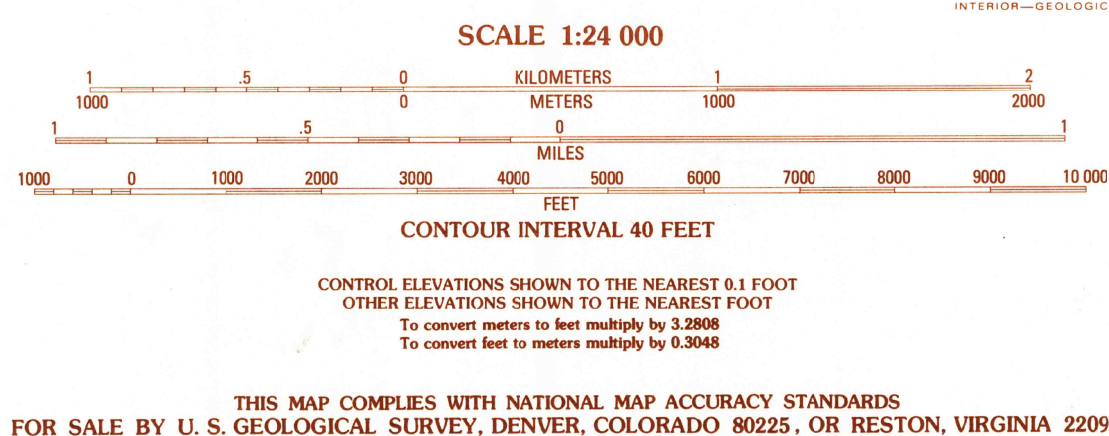 INTERIOR—GEOLOGIC
SCALE 1:24 000
1 .5 0 KILOMETERS 1 2
1000 0 METERS 1000 2000
1 .5 0 1
MILES
1000 0 1000 2000 3000 4000 5000 6000 7000 8000 9000 10 000
FEET
CONTOUR INTERVAL 40 FEET
CONTROL ELEVATIONS SHOWN TO THE NEAREST 0.1 FOOT
OTHER ELEVATIONS SHOWN TO THE NEAREST FOOT
To convert meters to feet multiply by 3.2808
To convert feet to meters multiply by 0.3048
THIS MAP COMPLIES WITH NATIONAL MAP ACCURACY STANDARDS
FOR SALE BY U. S. GEOLOGICAL SURVEY, DENVER, COLORADO 80225, OR RESTON, VIRGINIA 2209